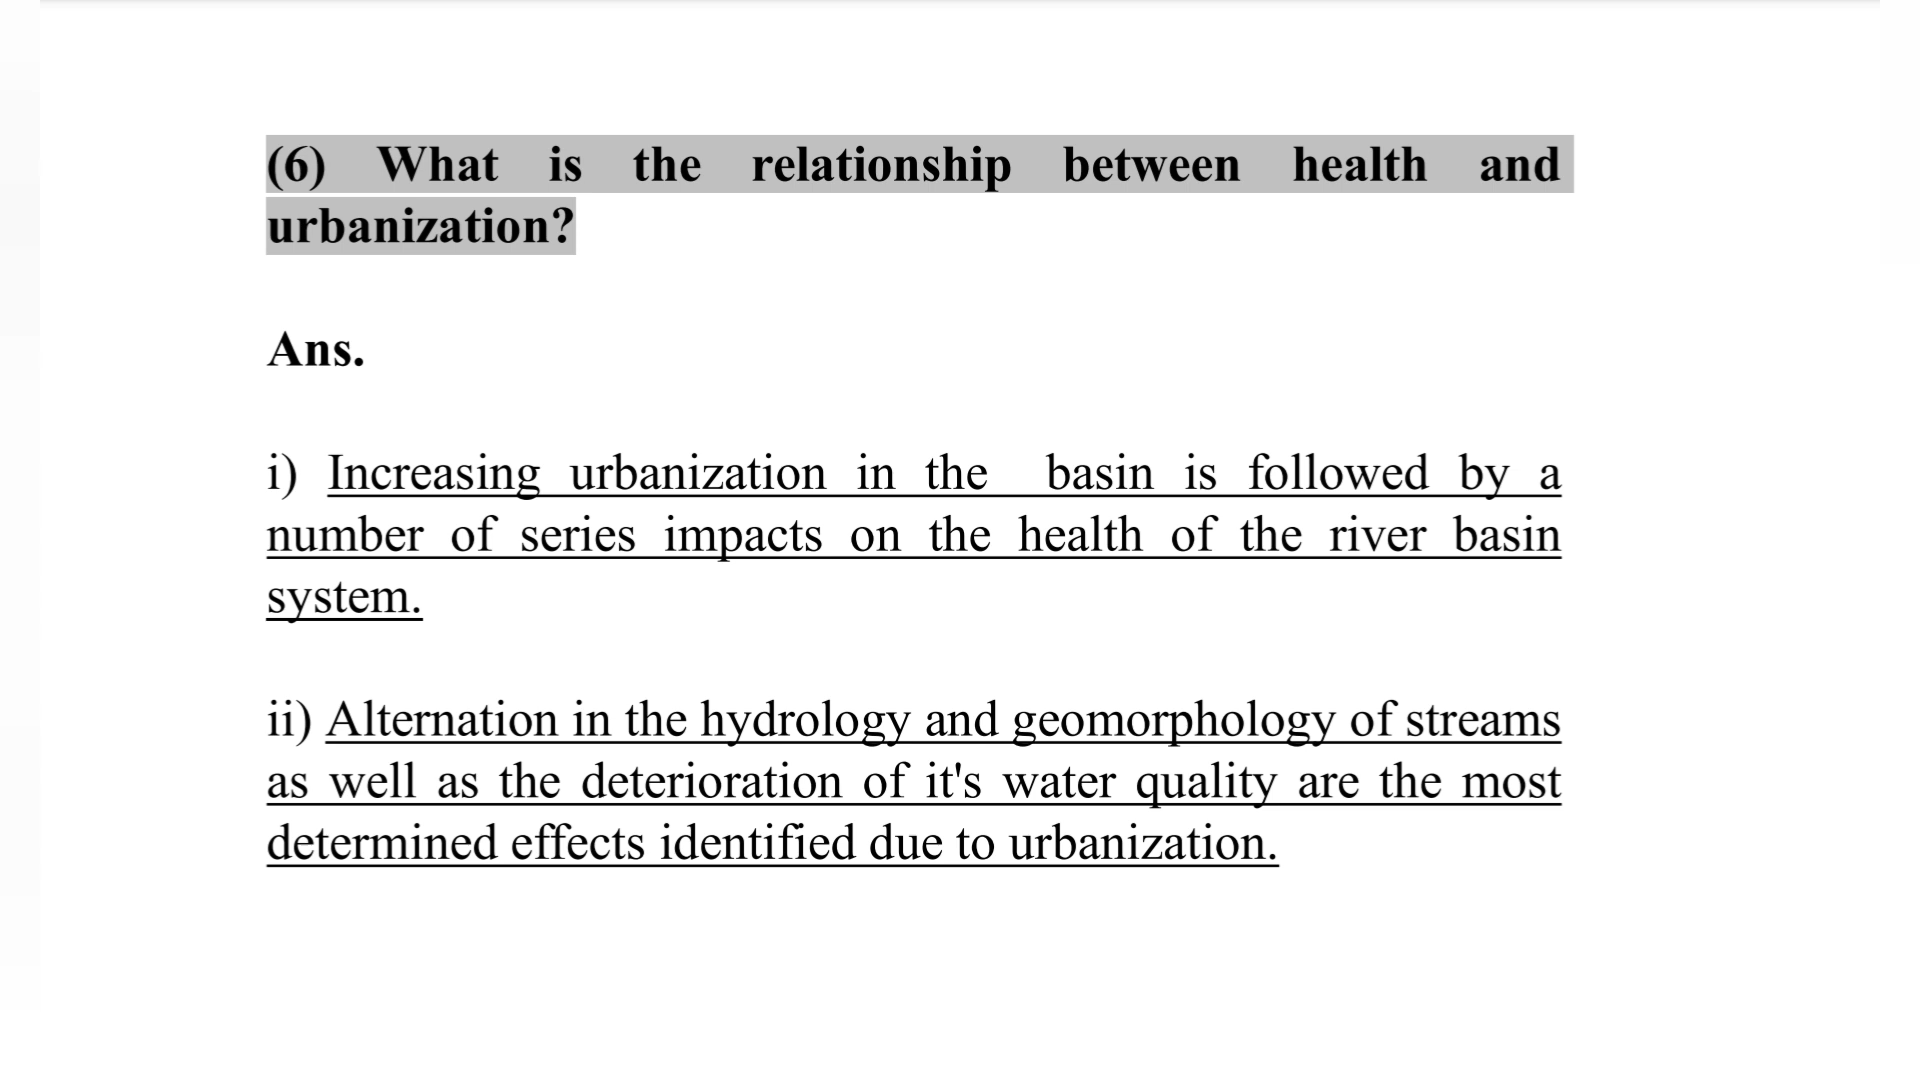 (6) What is the relationship between health and
urbanization?
Ans.
i) Increasing urbanization in the basin is followed by a
number of series impacts on the health of the river basin
system.
ii) Alternation in the hydrology and geomorphology of streams
as well as the deterioration of it's water quality are the most
determined effects identified due to urbanization.